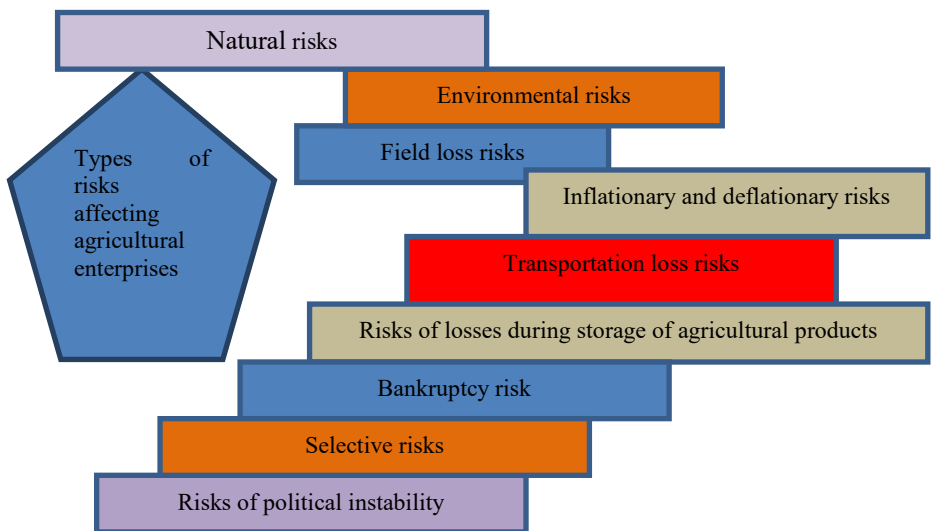 Natural risks
Environmental risks
Field loss risks
Types of
risks
affecting
agricultural
enterprises
Inflationary and deflationary risks
Transportation loss risks
Risks of losses during storage of agricultural products
Bankruptcy risk
Selective risks
Risks of political instability